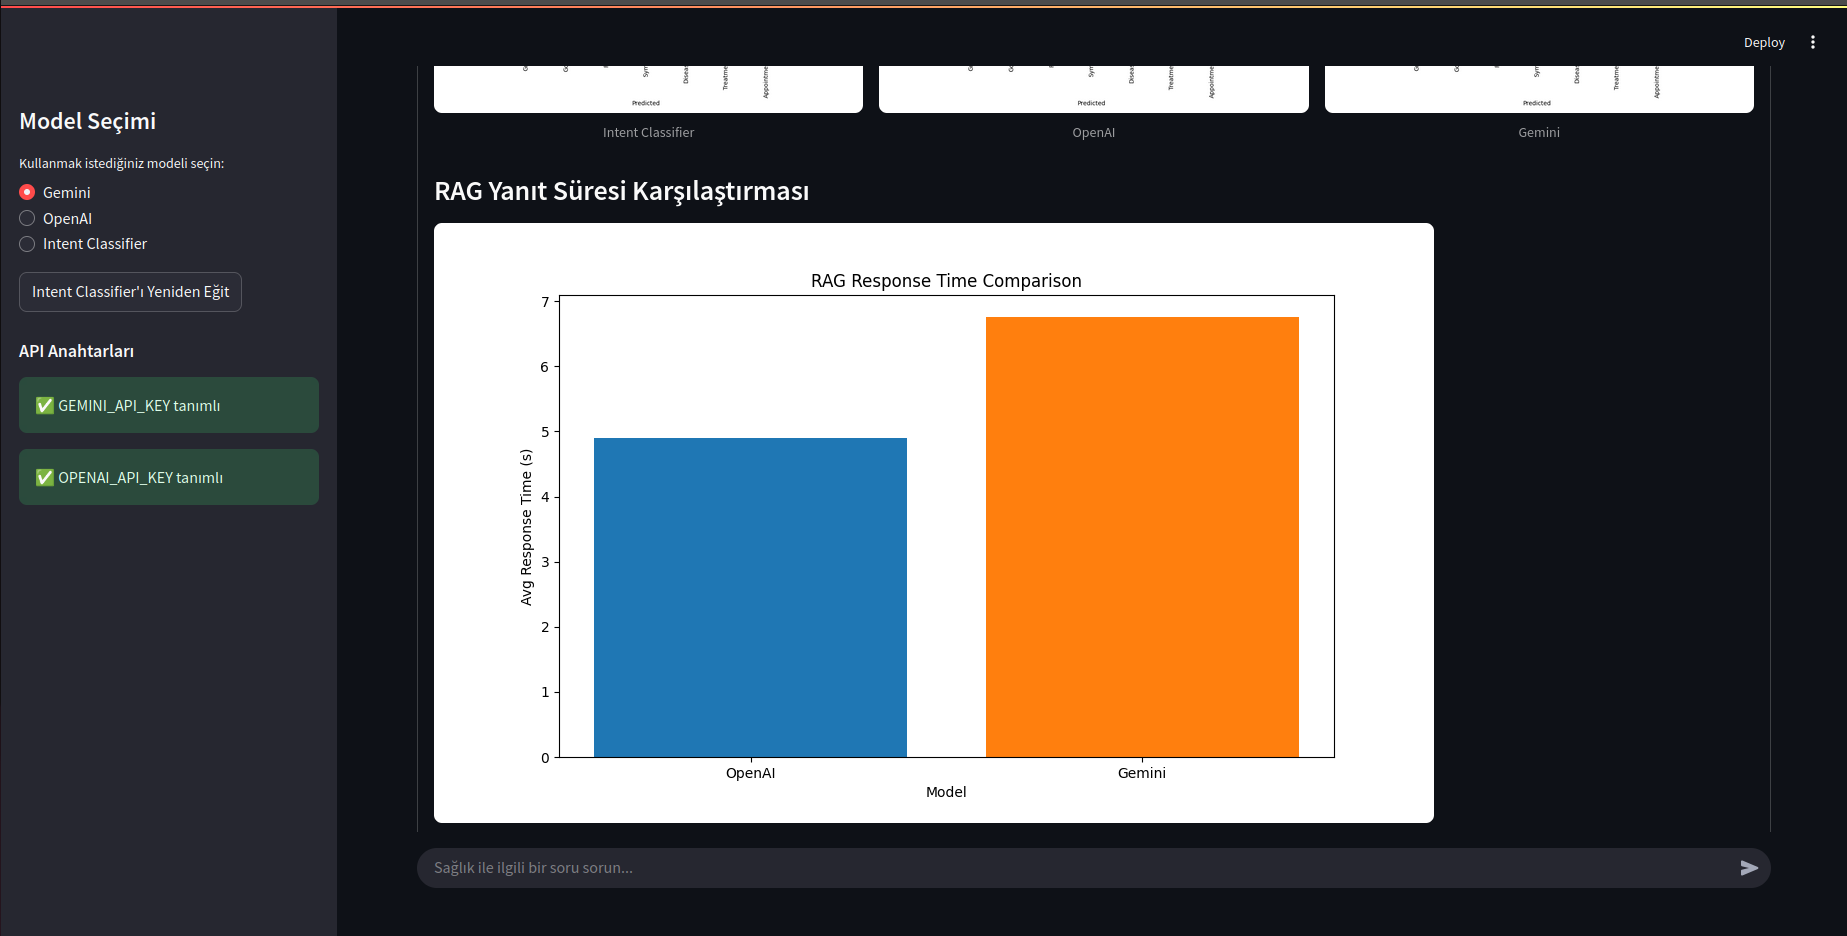 Deploy
Model Seçimi
Kullanmak istediğiniz modeli seçin:
Gemini
OpenAI
Intent Classifier
Intent Classifier'ı Yeniden Eğit
API Anahtarları
✅ GEMINI_API_KEY tanımlı
✅ OPENAI_API_KEY tanımlı
Predicted
Predicted
Predicted
Intent Classifier
OpenAI
Gemini
RAG Yanıt Süresi Karşılaştırması
RAG Response Time Comparison
7
6
5
4
3
2
1
0
Avg Response Time (s)
OpenAI
Gemini
Model
Sağlık ile ilgili bir soru sorun...